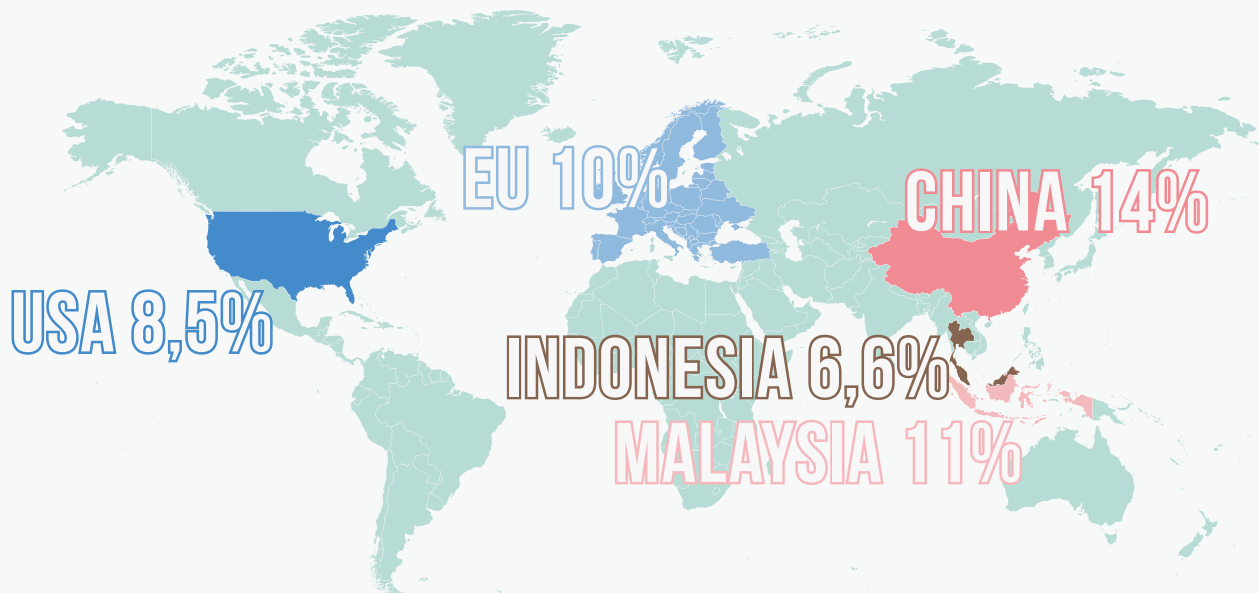 EU 10%
CHINA 14%
USA 8,5%
INDONESIA 6,6%
MALAYSIA 11%